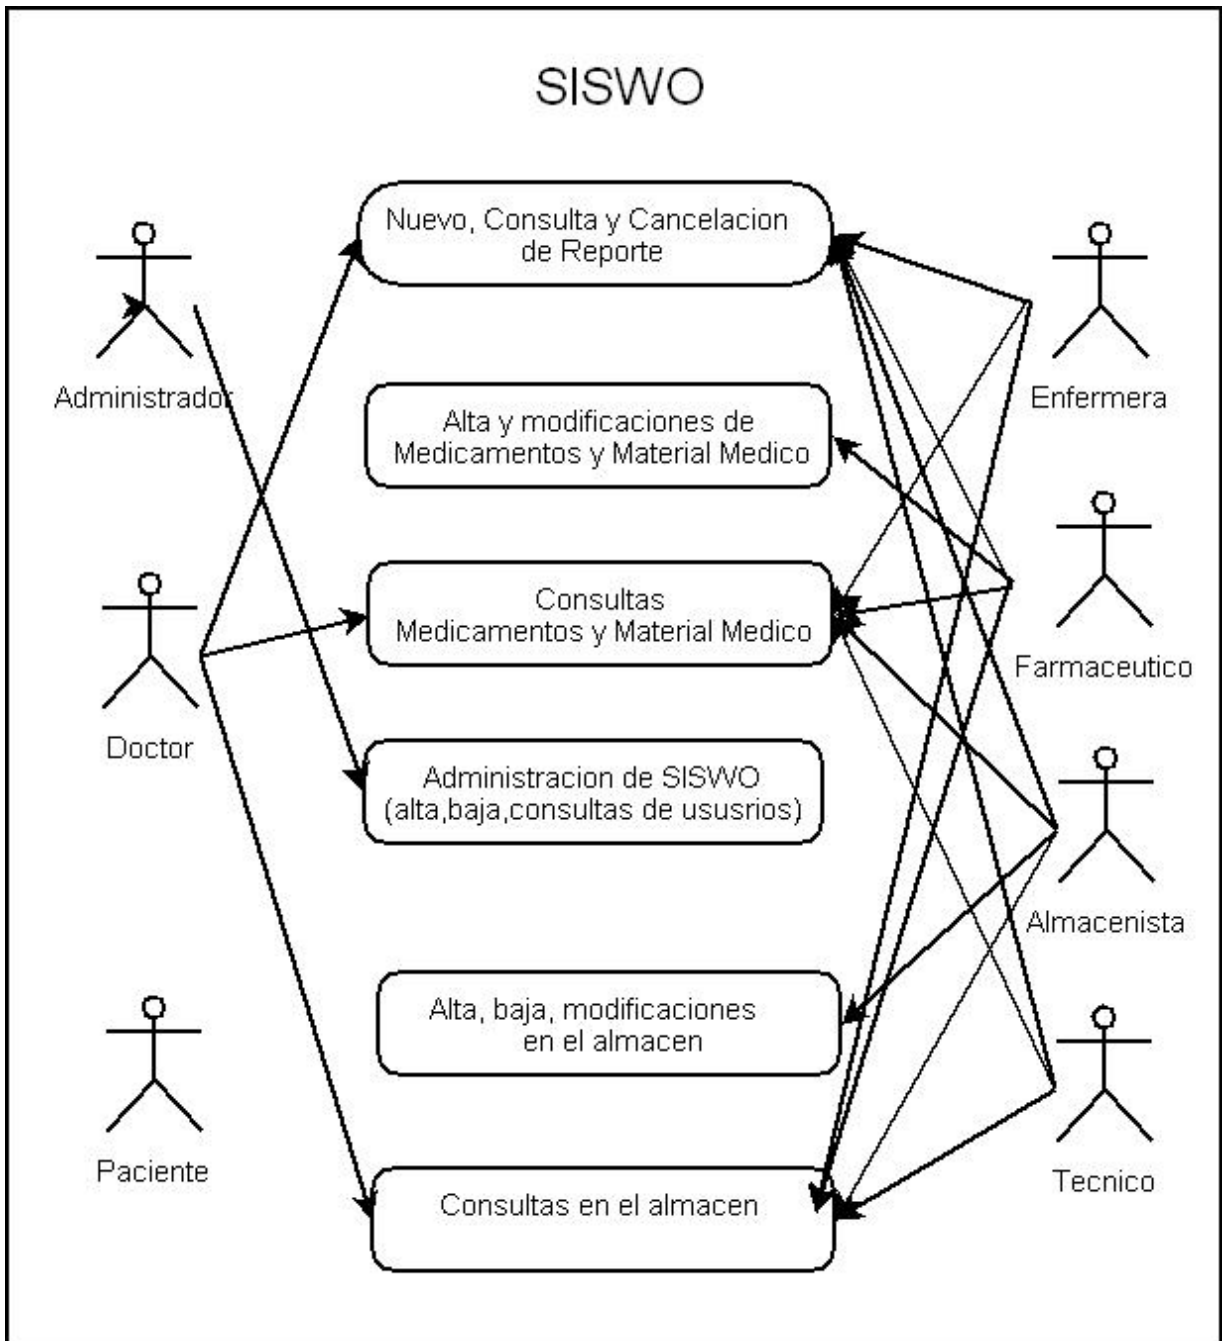 SISWO
Nuevo, Consulta y Cancelacion
de Reporte
Administrador
Enfermera
Alta y modificaciones de
Medicamentos y Material Medico
Consultas
Medicamentos y Material Medico
Farmaceutico
Doctor
Administracion de SISWO
(alta,baja,consultas de ususrios)
Almacenista
Alta, baja, modificaciones
en el almacen
Paciente
Tecnico
Consultas en el almacen